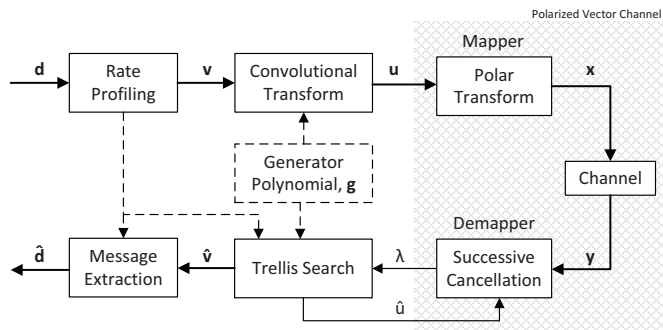 Polarized Vector Channel
Mapper
d
Rate
Profiling
v
Convolutional
Transform
u
Polar
Transform
x
Generator
Polynomial, g
Channel
Demapper
d̂
Message
Extraction
v̂
Trellis Search
λ
û
Successive
Cancellation
y